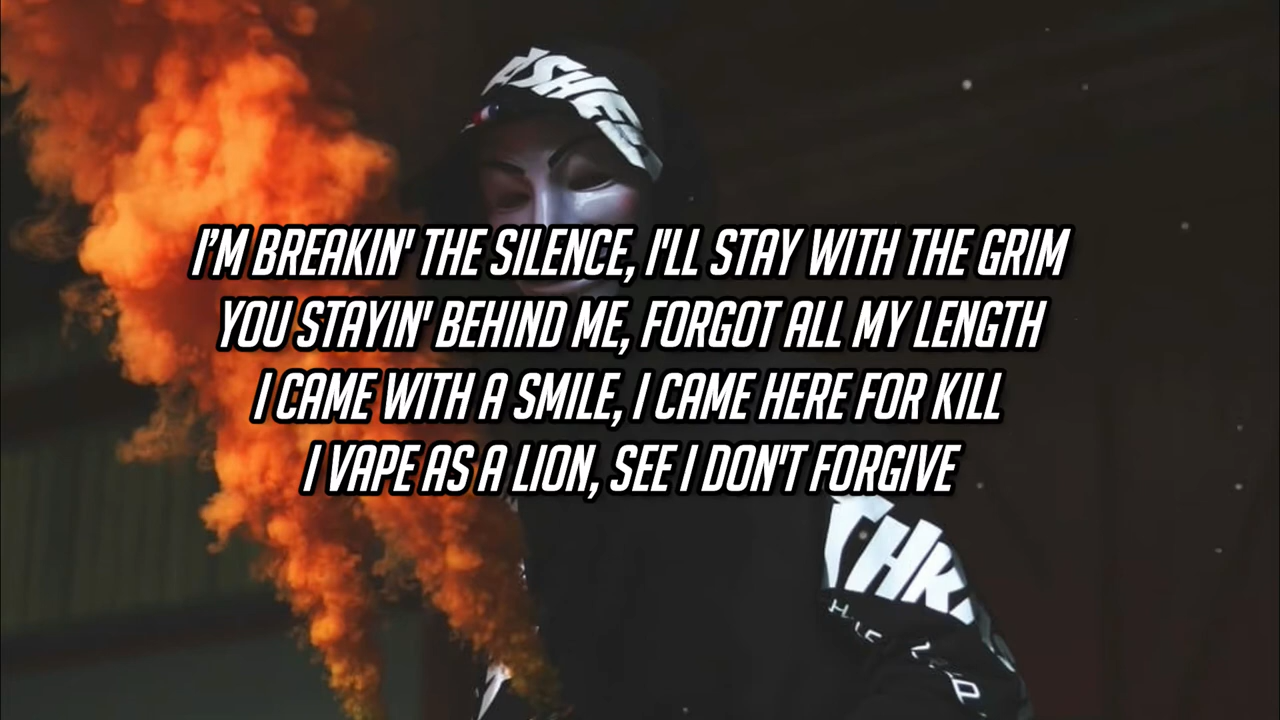 I'M BREAKIN' THE SILENCE, I'LL STAY WITH THE GRIM
YOU STAYIN' BEHIND ME, FORGOT ALL MY LENGTH
I CAME WITH A SMILE, I CAME HERE FOR KILL
I VAPE AS A LION, SEE I DON'T FORGIVE